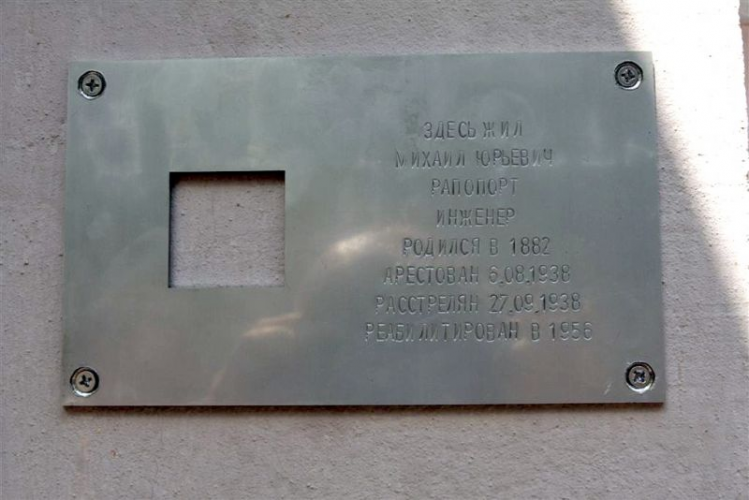 ЗДЕСЬ ЖИЛ
МИХАИЛ ЮРЬЕВИЧ
РАПОПОРТ
ИНЖЕНЕР
РОДИЛСЯ В 1882
АРЕСТОВАН 6.08.1938
РАССТРЕЛЯН 27.09.1938
РЕАБИЛИТИРОВАН В 1956